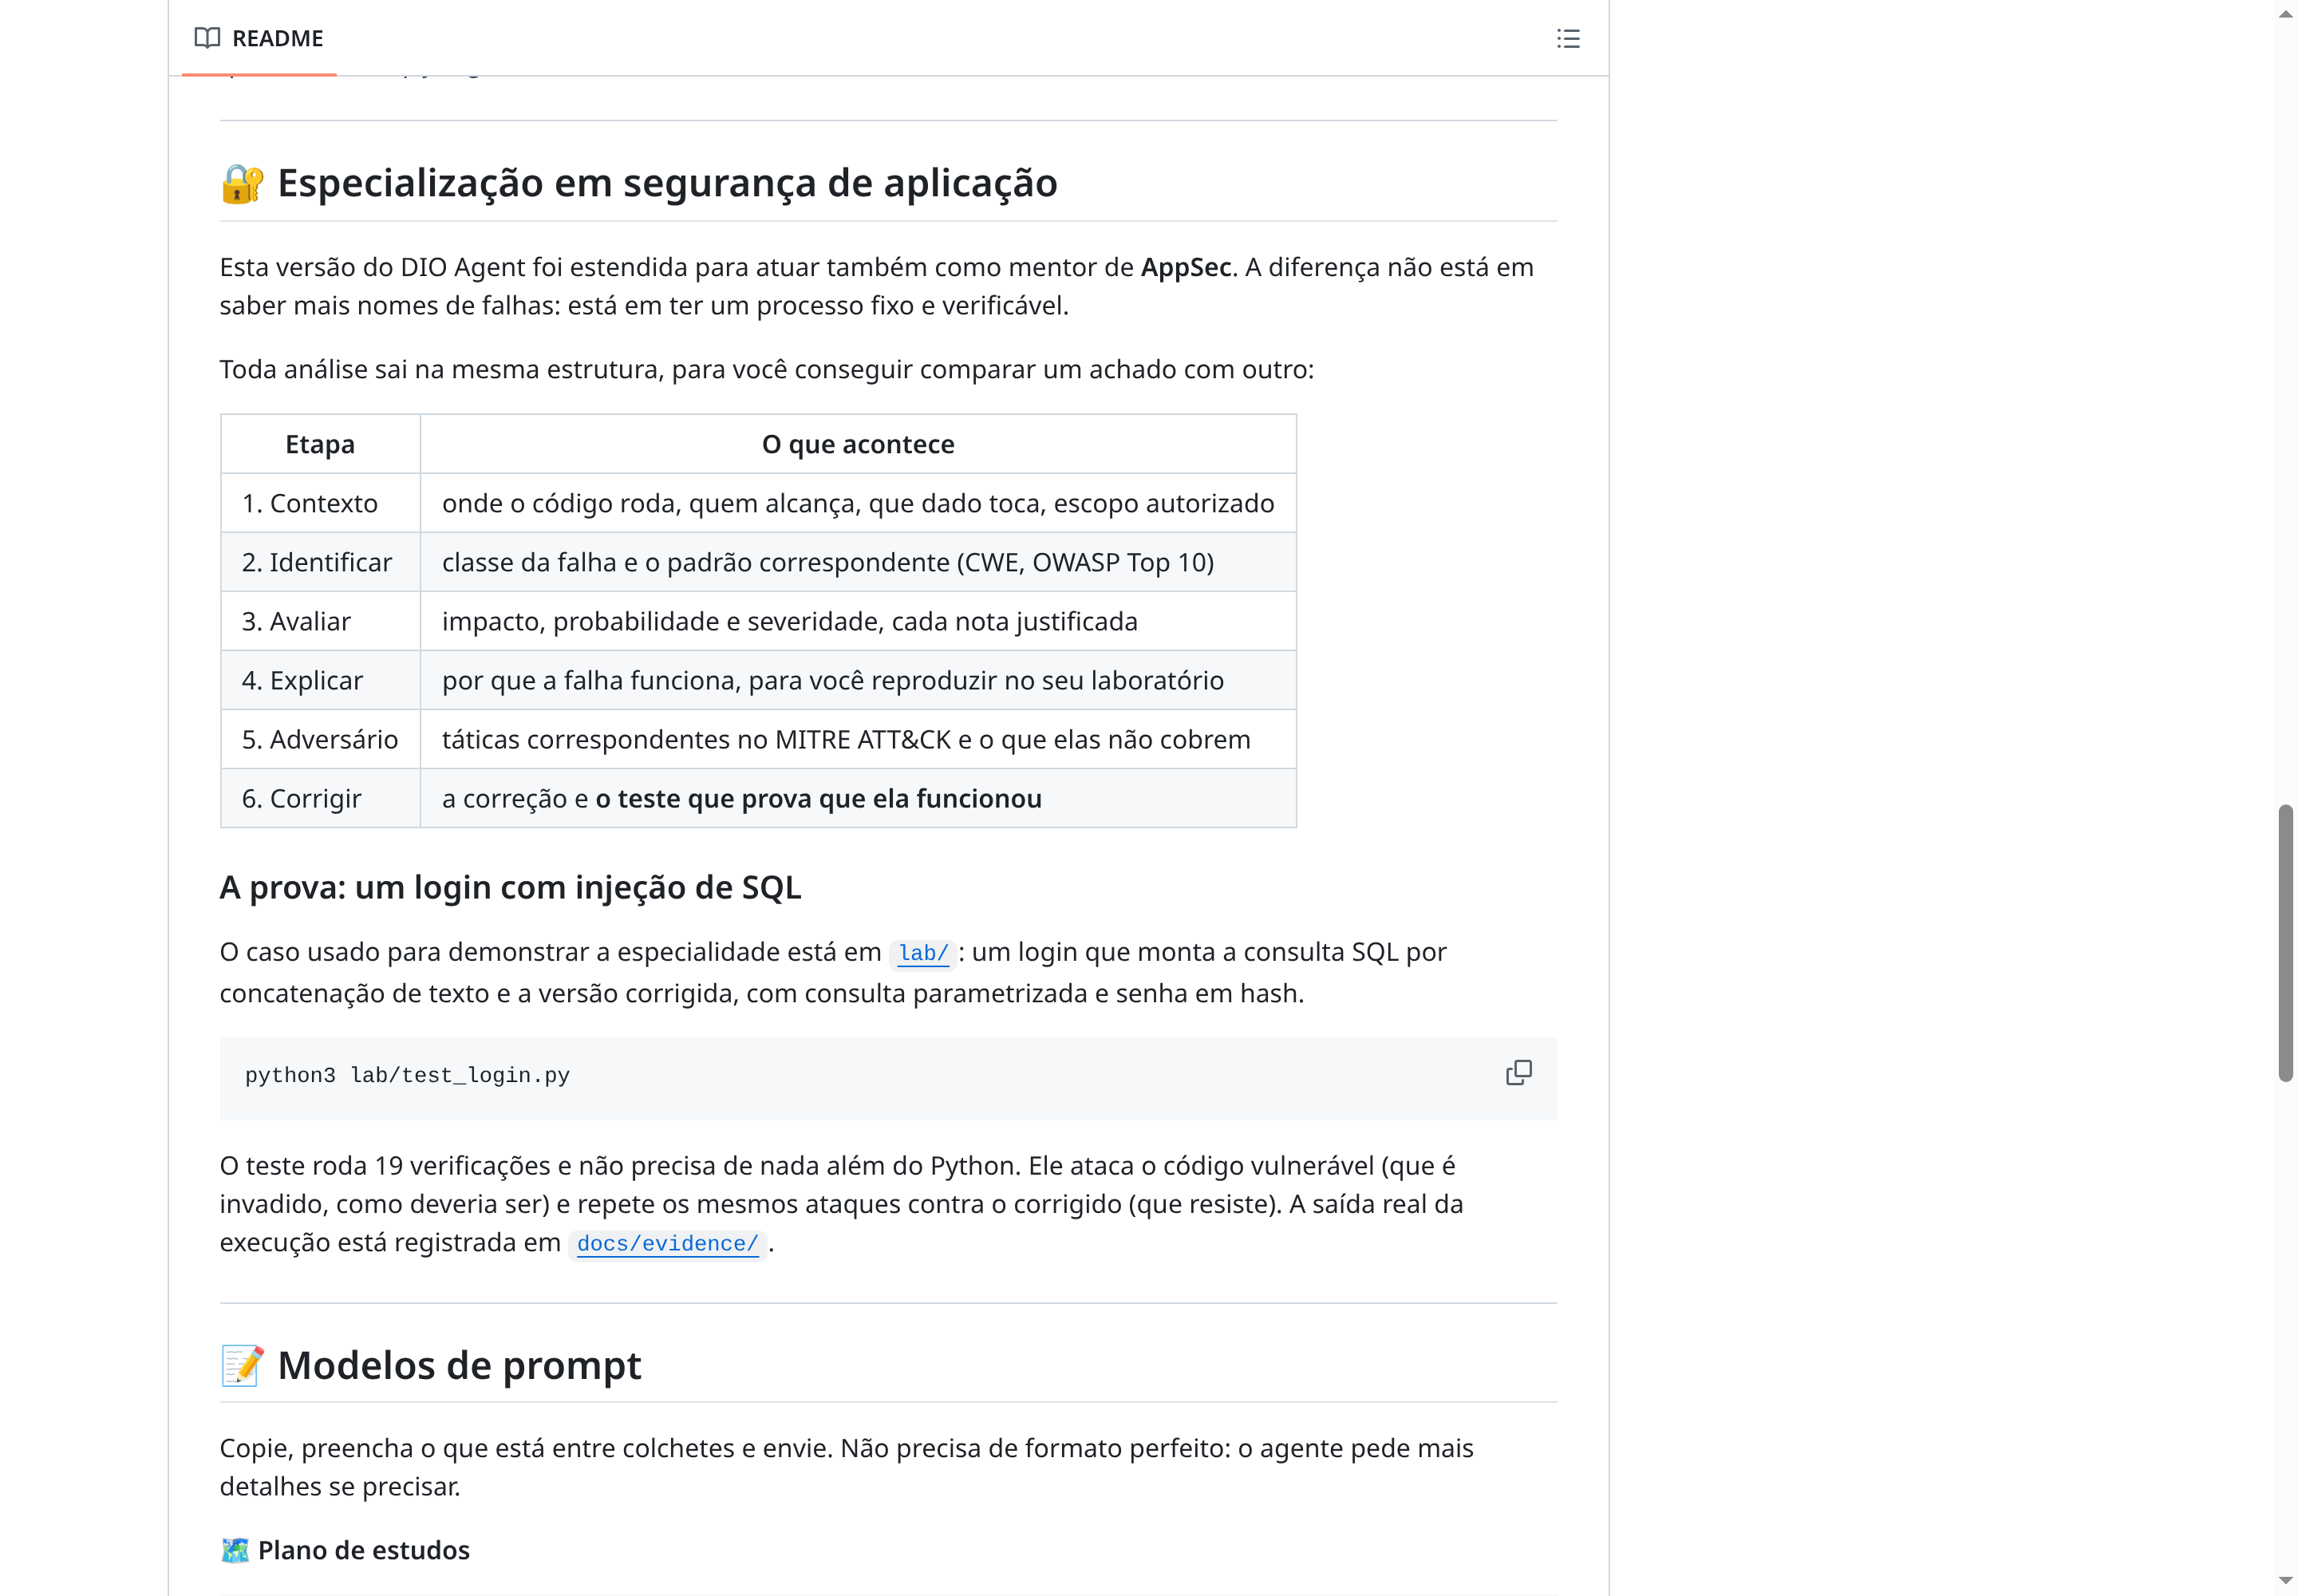 README
🔐 Especialização em segurança de aplicação
Esta versão do DIO Agent foi estendida para atuar também como mentor de AppSec. A diferença não está em
saber mais nomes de falhas: está em ter um processo fixo e verificável.
Toda análise sai na mesma estrutura, para você conseguir comparar um achado com outro:
Etapa O que acontece
1. Contexto onde o código roda, quem alcança, que dado toca, escopo autorizado
2. Identificar classe da falha e o padrão correspondente (CWE, OWASP Top 10)
3. Avaliar impacto, probabilidade e severidade, cada nota justificada
4. Explicar por que a falha funciona, para você reproduzir no seu laboratório
5. Adversário táticas correspondentes no MITRE ATT&CK e o que elas não cobrem
6. Corrigir a correção e o teste que prova que ela funcionou
A prova: um login com injeção de SQL
O caso usado para demonstrar a especialidade está em lab/: um login que monta a consulta SQL por
concatenação de texto e a versão corrigida, com consulta parametrizada e senha em hash.
python3 lab/test_login.py
O teste roda 19 verificações e não precisa de nada além do Python. Ele ataca o código vulnerável (que é
invadido, como deveria ser) e repete os mesmos ataques contra o corrigido (que resiste). A saída real da
execução está registrada em docs/evidence/.
📝 Modelos de prompt
Copie, preencha o que está entre colchetes e envie. Não precisa de formato perfeito: o agente pede mais
detalhes se precisar.
🗺️ Plano de estudos